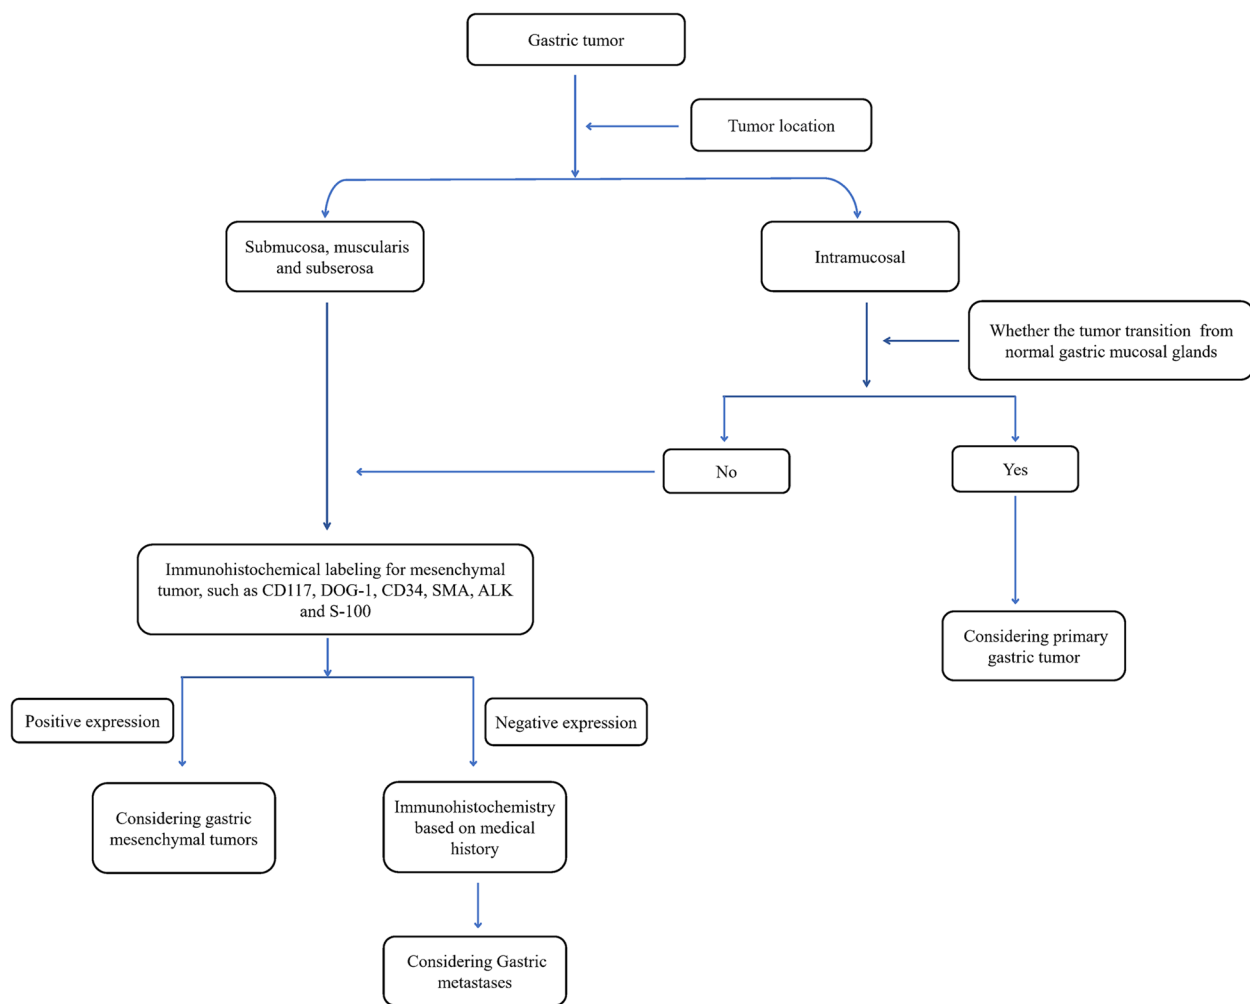 Gastric tumor
Tumor location
Submucosa, muscularis
and subserosa
Intramucosal
Whether the tumor transition from
normal gastric mucosal glands
No
Yes
Immunohistochemical labeling for mesenchymal
tumor, such as CD117, DOG-1, CD34, SMA, ALK
and S-100
Considering primary
gastric tumor
Positive expression
Negative expression
Considering gastric
mesenchymal tumors
Immunohistochemistry
based on medical
history
Considering Gastric
metastases